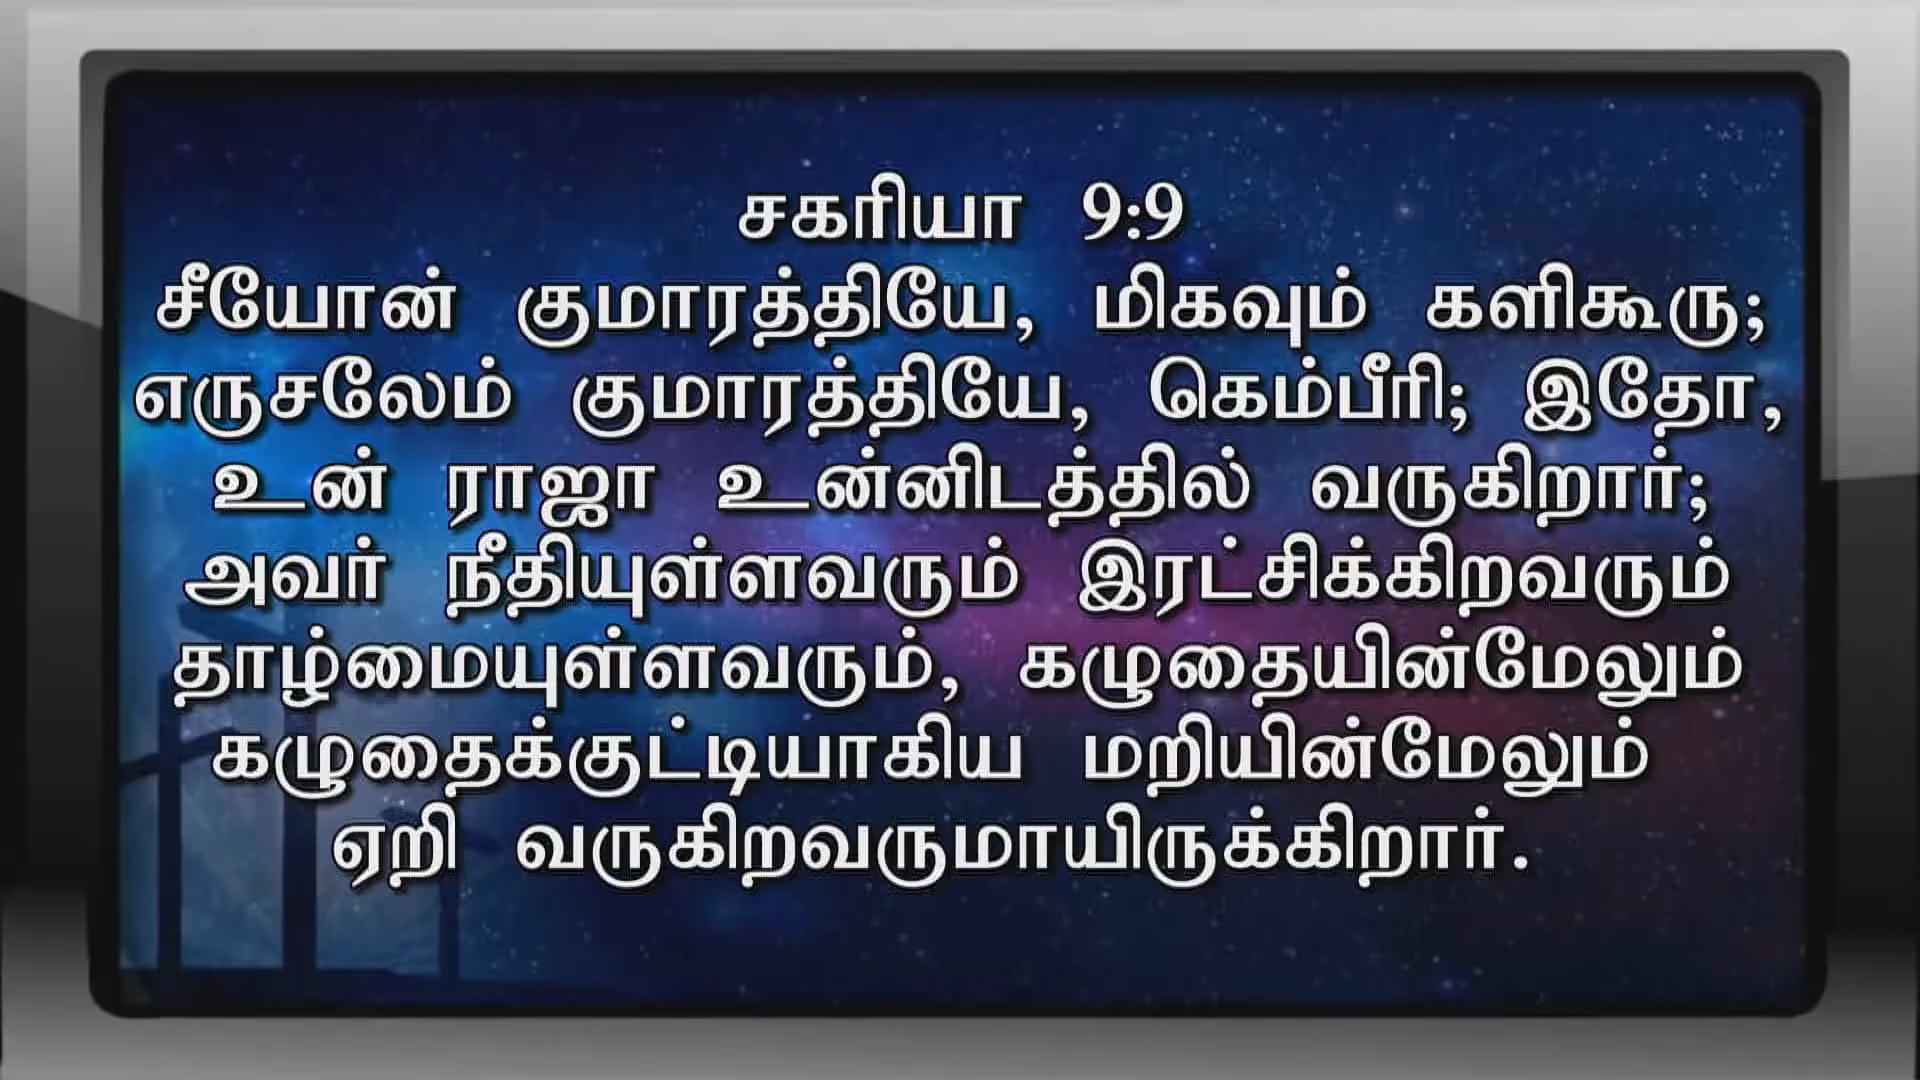 சகரியா 9:9
சீயோன் குமாரத்தியே, மிகவும் களிகூரு;
எருசலேம் குமாரத்தியே, கெம்பீரி; இதோ,
உன் ராஜா உன்னிடத்தில் வருகிறார்;
அவர் நீதியுள்ளவரும் இரட்சிக்கிறவரும்
தாழ்மையுள்ளவரும், கழுதையின்மேலும்
கழுதைக்குட்டியாகிய மறியின்மேலும்
ஏறி வருகிறவருமாயிருக்கிறார்.